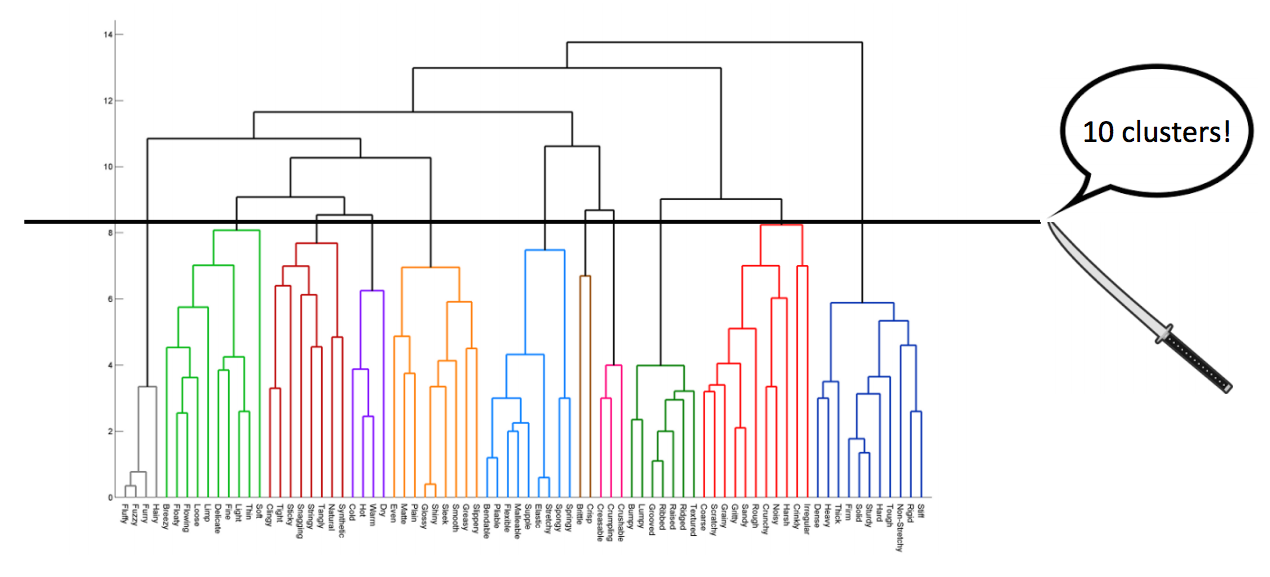 14
12
10
8
6
4
2
0
10 clusters!
Fluffy
Fuzzy
Furry
Hairy
Breezy
Floaty
Flowing
Loose
Limp
Delicate
Fine
Light
Thin
Soft
Clingy
Tight
Sticky
Snagging
Stringy
Tangly
Natural
Synthetic
Cold
Hot
Warm
Dry
Even
Matte
Plain
Glossy
Shiny
Sleek
Smooth
Greasy
Slippery
Bendable
Pliable
Flexible
Malleable
Supple
Elastic
Stretchy
Spongy
Springy
Brittle
Crisp
Creasable
Crumpling
Crushable
Bumpy
Lumpy
Grooved
Ribbed
Raised
Ridged
Textured
Coarse
Scratchy
Grainy
Gritty
Sandy
Rough
Crunchy
Noisy
Harsh
Crinkly
Irregular
Dense
Heavy
Thick
Firm
Solid
Sturdy
Hard
Tough
Non-Stretchy
Rigid
Stiff